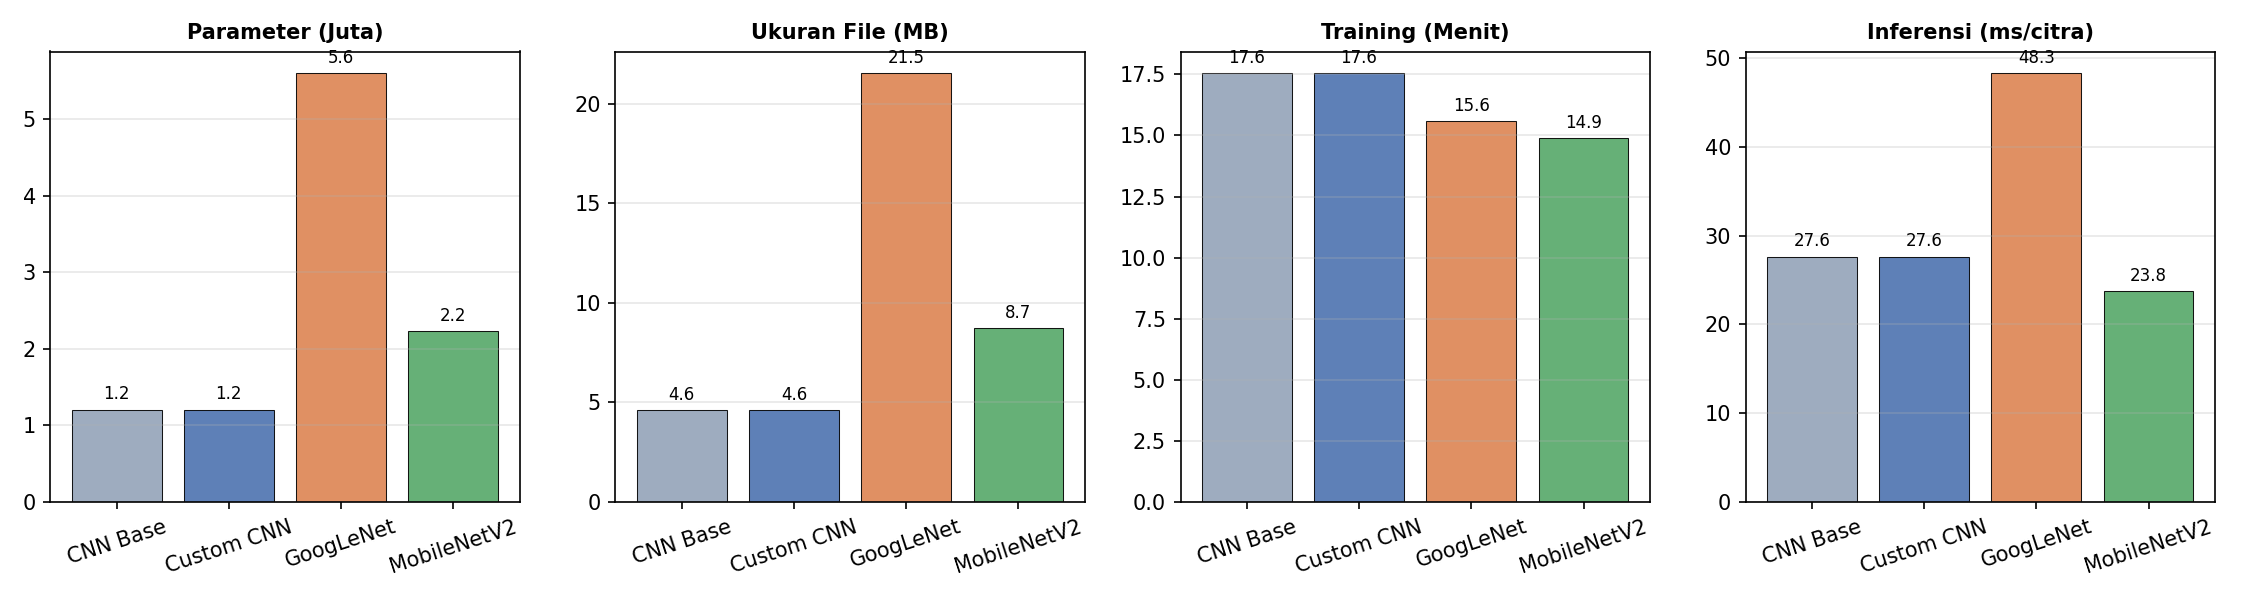 Parameter (Juta)
5
4
3
2
1
0
1.2
1.2
5.6
2.2
CNN Base
Custom CNN
GoogLeNet
MobileNetV2
Ukuran File (MB)
20
15
10
5
0
4.6
4.6
21.5
8.7
CNN Base
Custom CNN
GoogLeNet
MobileNetV2
Training (Menit)
17.5
15.0
12.5
10.0
7.5
5.0
2.5
0.0
17.6
17.6
15.6
14.9
CNN Base
Custom CNN
GoogLeNet
MobileNetV2
Inferensi (ms/citra)
50
40
30
20
10
0
27.6
27.6
48.3
23.8
CNN Base
Custom CNN
GoogLeNet
MobileNetV2